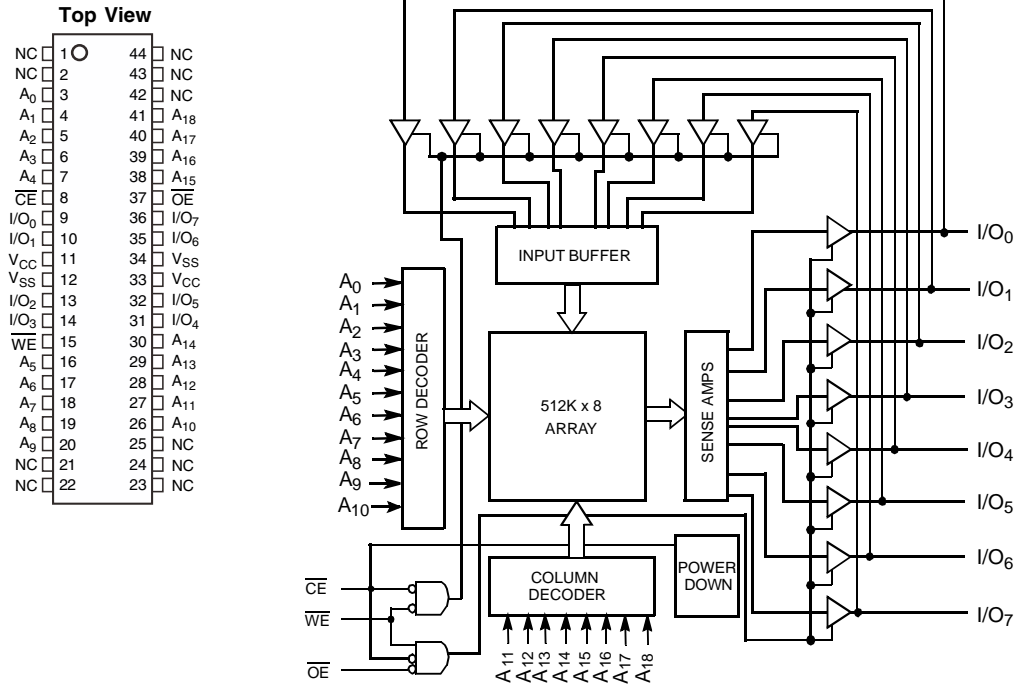 Top View
NC 1 44 NC
NC 2 43 NC
A0 3 42 NC
A1 4 41 A18
A2 5 40 A17
A3 6 39 A16
A4 7 38 A15
C̅E̅ 8 37 O̅E̅
I/O0 9 36 I/O7
I/O1 10 35 I/O6
VCC 11 34 VSS
VSS 12 33 VCC
I/O2 13 32 I/O5
I/O3 14 31 I/O4
W̅E̅ 15 30 A14
A5 16 29 A13
A6 17 28 A12
A7 18 27 A11
A8 19 26 A10
A9 20 25 NC
NC 21 24 NC
NC 22 23 NC
INPUT BUFFER
A0
A1
A2
A3
A4
A5
A6
A7
A8
A9
A10
ROW DECODER
512K x 8
ARRAY
SENSE AMPS
I/O0
I/O1
I/O2
I/O3
I/O4
I/O5
I/O6
I/O7
POWER
DOWN
COLUMN
DECODER
C̅E̅
W̅E̅
O̅E̅
A11
A12
A13
A14
A15
A16
A17
A18